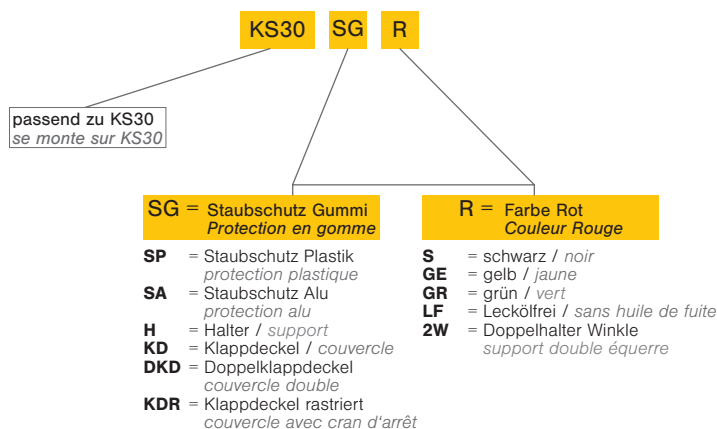 KS30 SG R
passend zu KS30
se monte sur KS30
SG = Staubschutz Gummi
Protection en gomme
SP = Staubschutz Plastik
protection plastique
SA = Staubschutz Alu
protection alu
H = Halter / support
KD = Klappdeckel / couvercle
DKD = Doppelklappdeckel
couvercle double
KDR = Klappdeckel rastriert
couvercle avec cran d‘arrêt
R = Farbe Rot
Couleur Rouge
S = schwarz / noir
GE = gelb / jaune
GR = grün / vert
LF = Leckölfrei / sans huile de fuite
2W = Doppelhalter Winkle
support double équerre